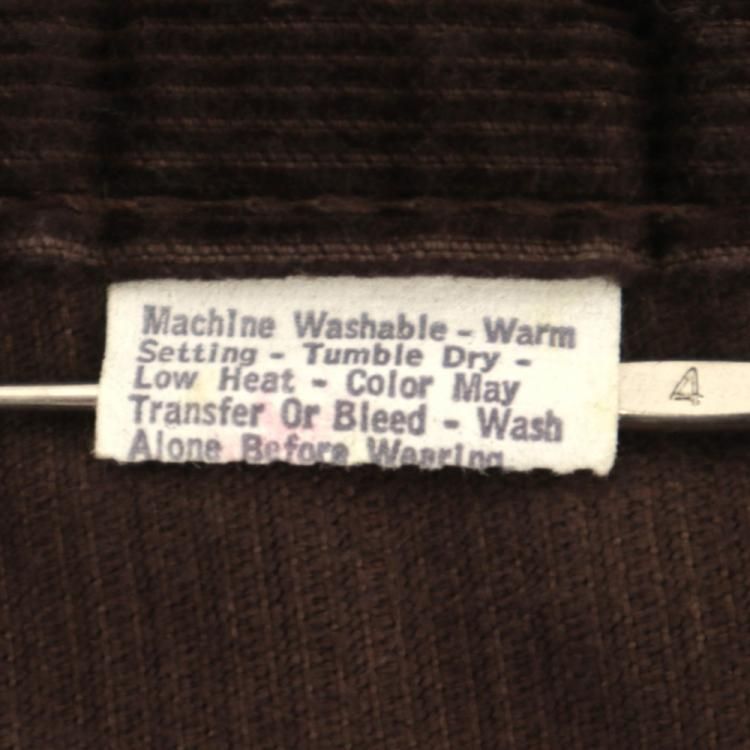 Machine Washable - Warm
Setting - Tumble Dry -
Low Heat - Color May
Transfer Or Bleed - Wash
Alone Before Wearing
4